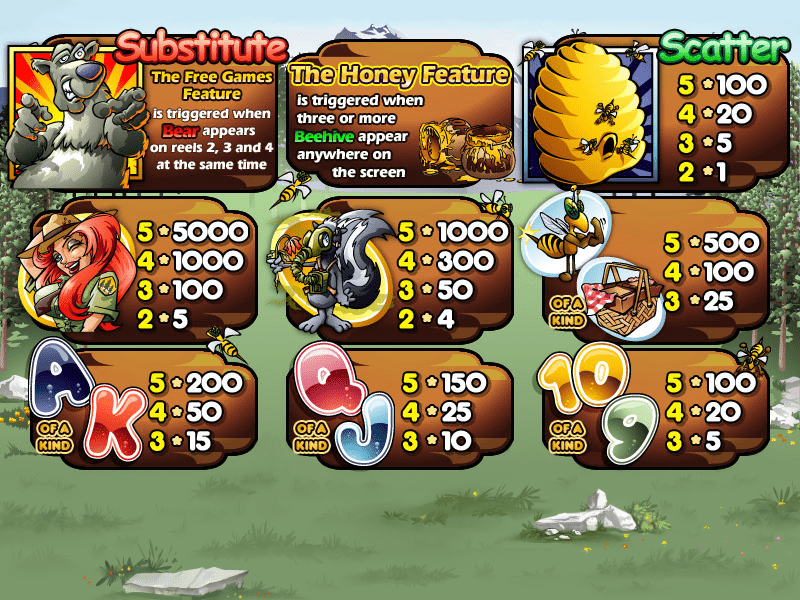 Substitute
The Free Games
Feature
is triggered when
Bear appears
on reels 2, 3 and 4
at the same time
The Honey Feature
is triggered when
three or more
Beehive appear
anywhere on
the screen
Scatter
5 100
4 20
3 5
2 1
5 5000
4 1000
3 100
2 5
5 1000
4 300
3 50
2 4
OF A
KIND
5 500
4 100
3 25
A K
OF A
KIND
5 200
4 50
3 15
Q J
OF A
KIND
5 150
4 25
3 10
10 9
OF A
KIND
5 100
4 20
3 5